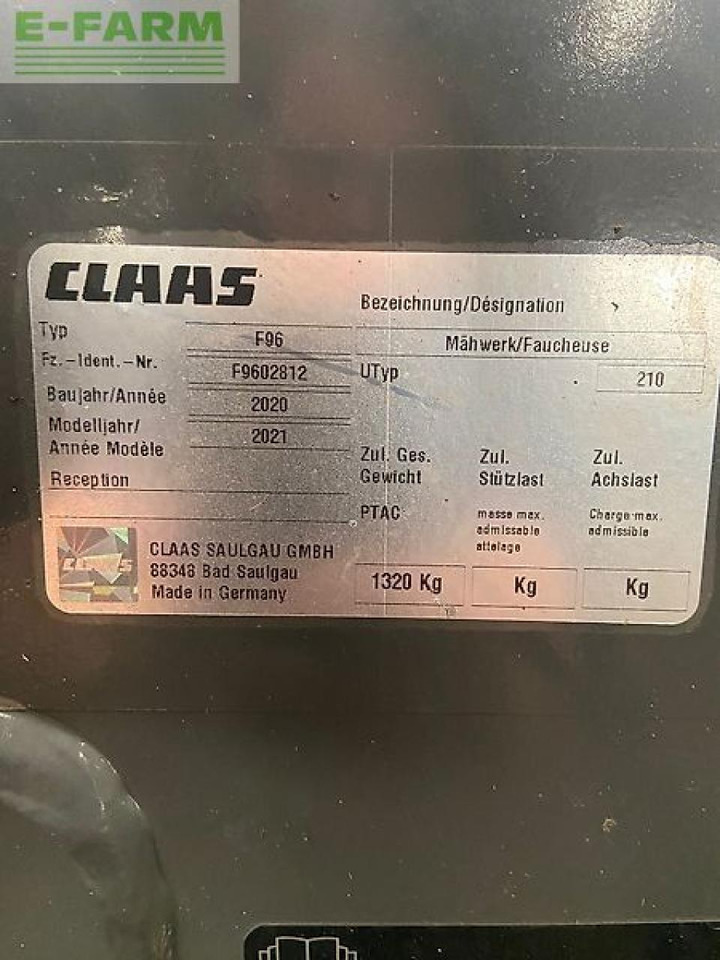 E-FARM
CLAAS
Bezeichnung/Désignation
Typ F96 Mähwerk/Faucheuse
Fz.-Ident.-Nr. F9602812 UTyp 210
Baujahr/Année 2020
Modelljahr/
Année Modèle 2021
Reception
Zul. Ges. Zul. Zul.
Gewicht Stützlast Achslast
PTAC masse max. Charge max.
admissable admissible
attelage
CLAAS SAULGAU GMBH
88348 Bad Saulgau
Made in Germany
1320 Kg Kg Kg